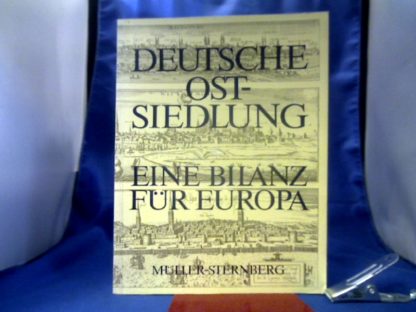 DEUTSCHE
OST-
SIEDLUNG
EINE BILANZ
FÜR EUROPA
MÜLLER-STERNBERG